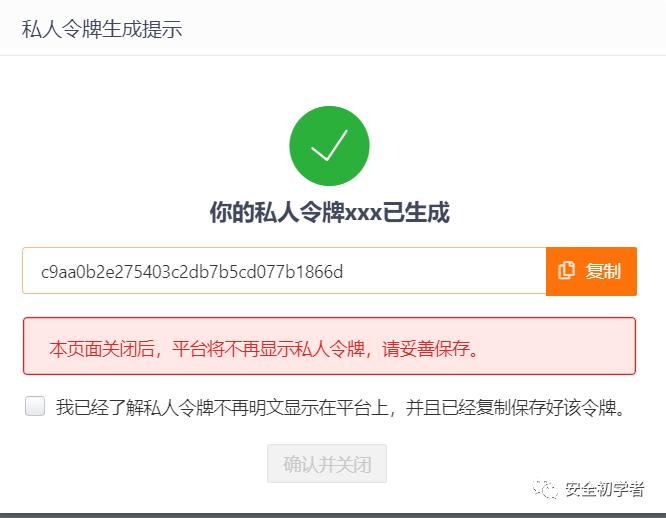 私人令牌生成提示
你的私人令牌xxx已生成
c9aa0b2e275403c2db7b5cd077b1866d
复制
本页面关闭后，平台将不再显示私人令牌，请妥善保存。
我已经了解私人令牌不再明文显示在平台上，并且已经复制保存好该令牌。
确认并关闭
安全初学者